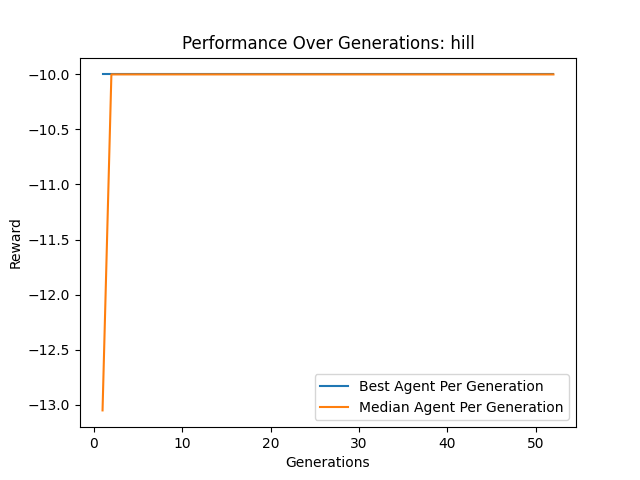 Performance Over Generations: hill
−10.0
−10.5
−11.0
−11.5
−12.0
−12.5
−13.0
Reward
Best Agent Per Generation
Median Agent Per Generation
0 10 20 30 40 50
Generations